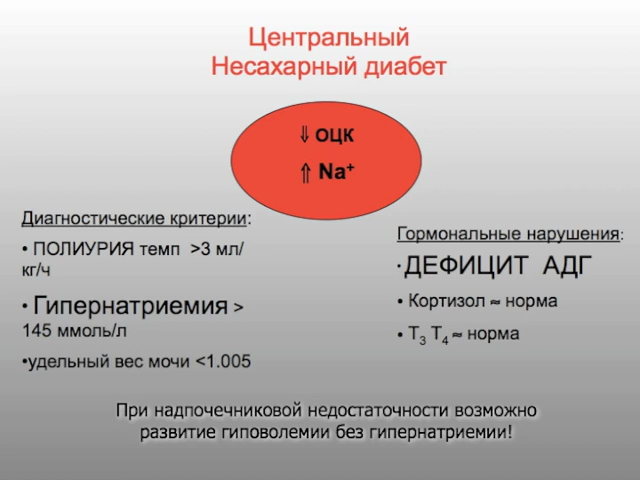 Центральный
Несахарный диабет
⇓ ОЦК
⇑ Na⁺
Диагностические критерии:
• ПОЛИУРИЯ темп >3 мл/
кг/ч
• Гипернатриемия >
145 ммоль/л
•удельный вес мочи <1.005
Гормональные нарушения:
•ДЕФИЦИТ АДГ
• Кортизол ≈ норма
• Т₃ Т₄ ≈ норма
При надпочечниковой недостаточности возможно
развитие гиповолемии без гипернатриемии!